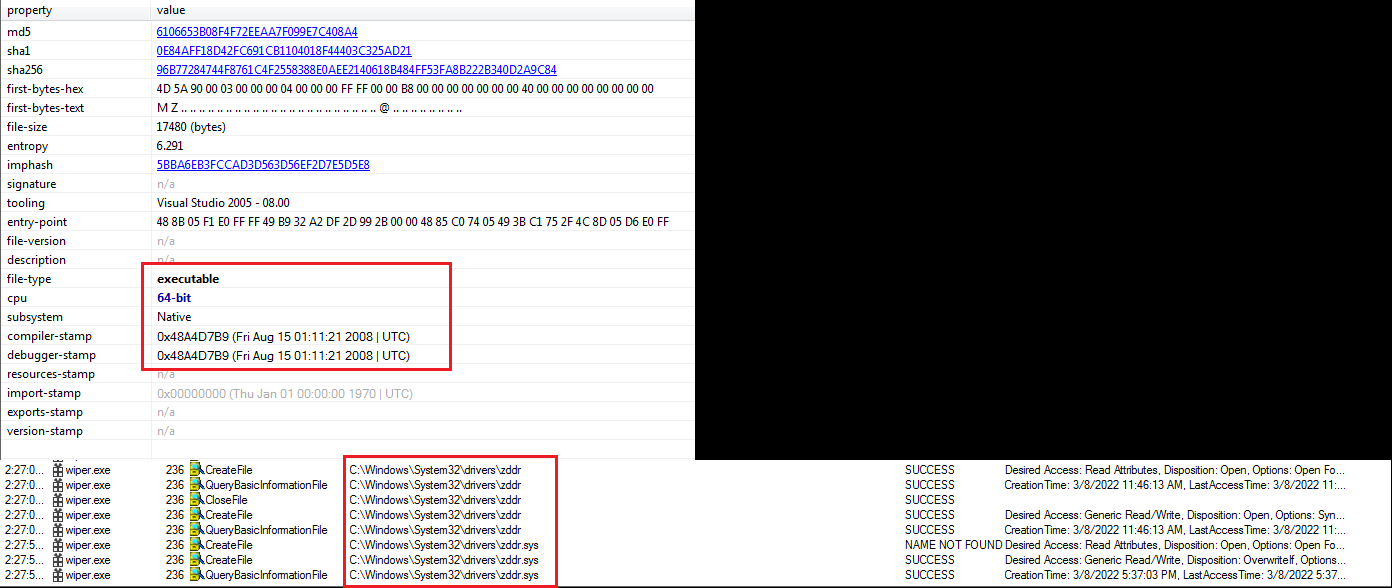 property value
md5 6106653B08F4F72EEAA7F099E7C408A4
sha1 0E84AFF18D42FC691CB1104018F44403C325AD21
sha256 96B77284744F8761C4F2558388E0AEE2140618B484FF53FA8B222B340D2A9C84
first-bytes-hex 4D 5A 90 00 03 00 00 00 04 00 00 00 FF FF 00 00 B8 00 00 00 00 00 00 00 40 00 00 00 00 00 00 00
first-bytes-text M Z .. .. .. .. .. .. .. .. .. .. .. .. .. .. .. .. .. .. .. .. .. .. @ .. .. .. .. .. .. ..
file-size 17480 (bytes)
entropy 6.291
imphash 5BBA6EB3FCCAD3D563D56EF2D7E5D5E8
signature n/a
tooling Visual Studio 2005 - 08.00
entry-point 48 8B 05 F1 E0 FF FF 49 B9 32 A2 DF 2D 99 2B 00 00 48 85 C0 74 05 49 3B C1 75 2F 4C 8D 05 D6 E0 FF
file-version n/a
description n/a
file-type executable
cpu 64-bit
subsystem Native
compiler-stamp 0x48A4D7B9 (Fri Aug 15 01:11:21 2008 | UTC)
debugger-stamp 0x48A4D7B9 (Fri Aug 15 01:11:21 2008 | UTC)
resources-stamp n/a
import-stamp 0x00000000 (Thu Jan 01 00:00:00 1970 | UTC)
exports-stamp n/a
version-stamp n/a
2:27:0... wiper.exe 236 CreateFile C:\Windows\System32\drivers\zddr SUCCESS Desired Access: Read Attributes, Disposition: Open, Options: Open Fo...
2:27:0... wiper.exe 236 QueryBasicInformationFile C:\Windows\System32\drivers\zddr SUCCESS CreationTime: 3/8/2022 11:46:13 AM, LastAccessTime: 3/8/2022 11:...
2:27:0... wiper.exe 236 CloseFile C:\Windows\System32\drivers\zddr SUCCESS
2:27:0... wiper.exe 236 CreateFile C:\Windows\System32\drivers\zddr SUCCESS Desired Access: Generic Read/Write, Disposition: Open, Options: Syn...
2:27:0... wiper.exe 236 QueryBasicInformationFile C:\Windows\System32\drivers\zddr SUCCESS CreationTime: 3/8/2022 11:46:13 AM, LastAccessTime: 3/8/2022 11:...
2:27:5... wiper.exe 236 CreateFile C:\Windows\System32\drivers\zddr.sys NAME NOT FOUND Desired Access: Read Attributes, Disposition: Open, Options: Open Fo...
2:27:5... wiper.exe 236 CreateFile C:\Windows\System32\drivers\zddr.sys SUCCESS Desired Access: Generic Read/Write, Disposition: OverwriteIf, Options...
2:27:5... wiper.exe 236 QueryBasicInformationFile C:\Windows\System32\drivers\zddr.sys SUCCESS CreationTime: 3/8/2022 5:37:03 PM, LastAccessTime: 3/8/2022 5:37...